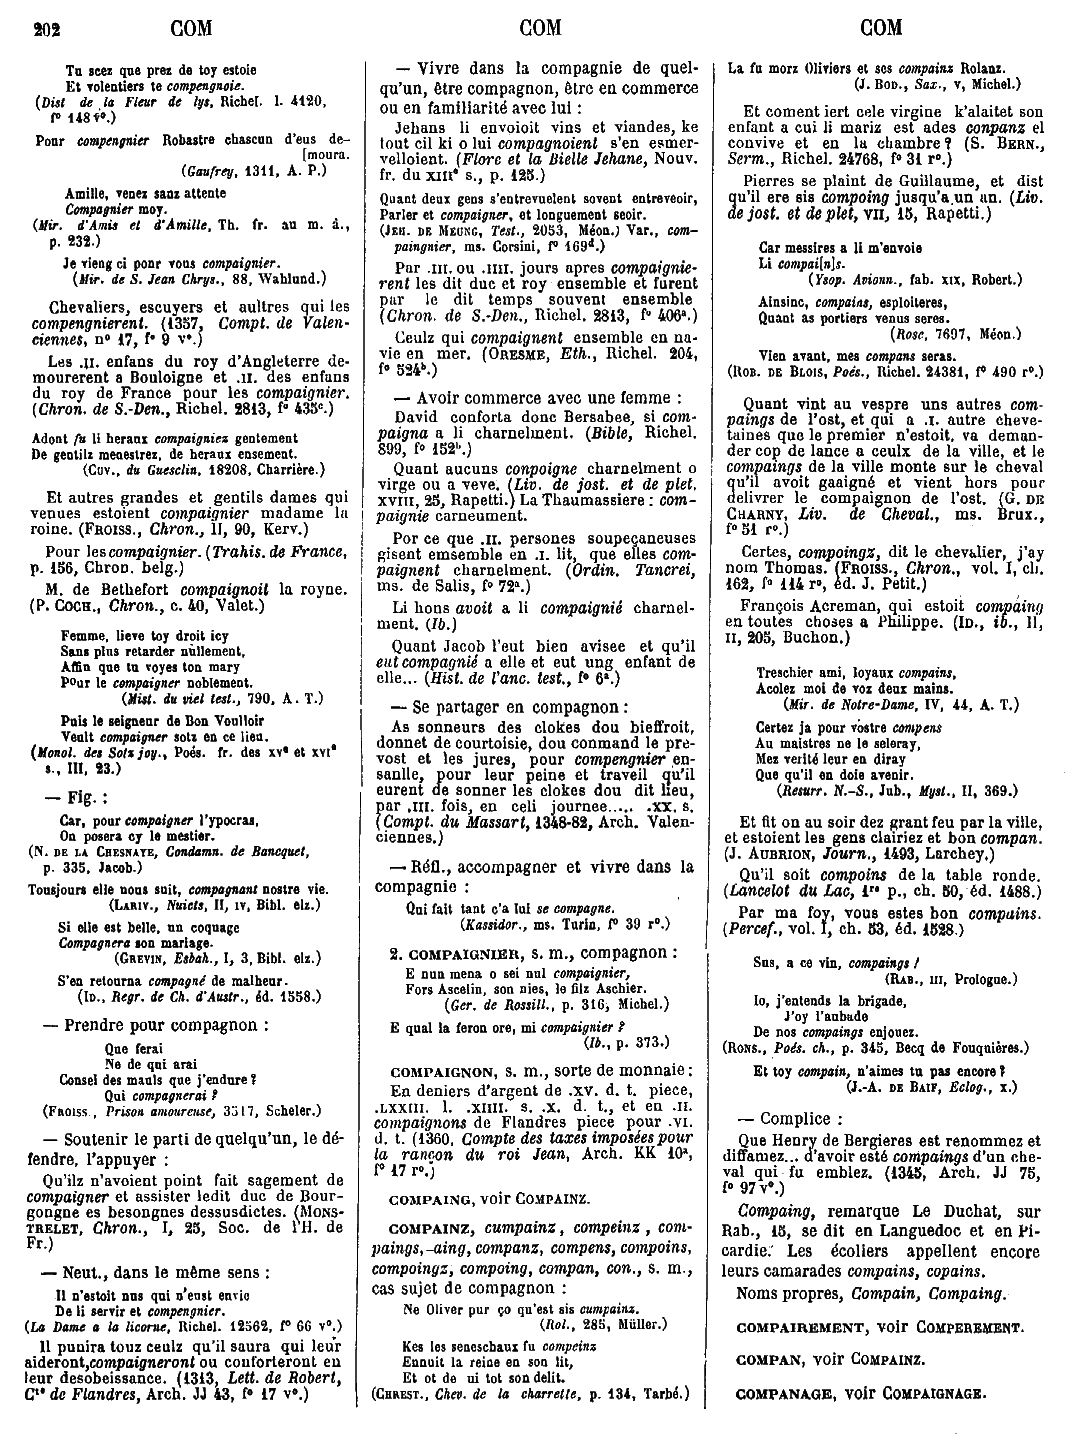 202 COM COM COM
Tu scez que prez de toy estoie
Et volentiers te compengnoie.
(Dist de la Fleur de lys, Richel. l. 4120,
f° 148 v°.)
Pour compengnier Robastre chascun d'eus de-
[moura.
(Gaufrey, 1311, A. P.)
Amille, venez sanz attente
Compagnier moy.
(Mir. d'Amis et d'Amille, Th. fr. au m. â.,
p. 232.)
Je vieng ci pour vous compaignier.
(Mir. de S. Jean Chrys., 88, Wahlund.)
Chevaliers, escuyers et aultres qui les
compengnierent. (1357, Compt. de Valen-
ciennes, n° 17, f° 9 v°.)
Les .II. enfans du roy d'Angleterre de-
mourerent a Bouloigne et .II. des enfans
du roy de France pour les compaignier.
(Chron. de S.-Den., Richel. 2813, f° 435ᶜ.)
Adont fu li heraux compaigniez gentement
De gentilz menestrez, de heraux ensement.
(Cuv., du Guesclin, 18208, Charrière.)
Et autres grandes et gentils dames qui
venues estoient compaignier madame la
roine. (Froiss., Chron., II, 90, Kerv.)
Pour les compaignier. (Trahis. de France,
p. 156, Chron. belg.)
M. de Bethefort compaignoit la royne.
(P. Coch., Chron., c. 40, Valet.)
Femme, lieve toy droit icy
Sans plus retarder nullement,
Affin que tu voyes ton mary
Pour le compaigner noblement.
(Mist. du viel test., 790, A. T.)
Puis le seigneur de Bon Voulloir
Veult compaigner sotz en ce lieu.
(Monol. des Sotz joy., Poés. fr. des xvᵉ et xviᵉ
s., III, 23.)
— Fig. :
Car, pour compaigner l'ypocras,
On posera cy le mestier.
(N. de la Chesnaye, Condamn. de Bancquet,
p. 335, Jacob.)
Tousjours elle nous suit, compagnant nostre vie.
(Lariv., Nuicts, II, IV, Bibl. elz.)
Si elle est belle, un coquage
Compagnera son mariage.
(Grevin, Esbah., I, 3, Bibl. elz.)
S'en retourna compagné de malheur.
(Id., Regr. de Ch. d'Austr., éd. 1558.)
— Prendre pour compagnon :
Que ferai
Ne de qui arai
Consel des mauls que j'endure ?
Qui compagnerai ?
(Froiss., Prison amoureuse, 3517, Scheler.)
— Soutenir le parti de quelqu'un, le dé-
fendre, l'appuyer :
Qu'ilz n'avoient point fait sagement de
compaigner et assister ledit duc de Bour-
gongne es besongnes dessusdictes. (Mons-
trelet, Chron., I, 25, Soc. de l'H. de
Fr.)
— Neut., dans le même sens :
Il n'estoit nus qui n'eust envie
De li servir et compengnier.
(La Dame a la licorne, Richel. 12562, f° 66 v°.)
Il punira touz ceulz qu'il saura qui leur
aideront, compaigneront ou conforteront en
leur desobeissance. (1313, Lett. de Robert,
Cᵗᵉ de Flandres, Arch. JJ 43, f° 17 v°.)
— Vivre dans la compagnie de quel-
qu'un, être compagnon, être en commerce
ou en familiarité avec lui :
Jehans li envoioit vins et viandes, ke
tout cil ki o lui compagnoient s'en esmer-
velloient. (Flore et la Bielle Jehane, Nouv.
fr. du XIIIᵉ s., p. 125.)
Quant deux gens s'entrevuelent sovent entreveoir,
Parler et compaigner, et longuement seoir.
(Jeh. de Meung, Test., 2053, Méon.) Var., com-
paingnier, ms. Corsini, f° 169ᵈ.)
Par .III. ou .IIII. jours apres compaignie-
rent les dit duc et roy ensemble et furent
par le dit temps souvent ensemble
(Chron. de S.-Den., Richel. 2813, f° 406ᵃ.)
Ceulz qui compaignent ensemble en na-
vie en mer. (Oresme, Eth., Richel. 204,
f° 524ᵇ.)
— Avoir commerce avec une femme :
David conforta donc Bersabee, si com-
paigna a li charnelment. (Bible, Richel.
899, f° 152ᵇ.)
Quant aucuns conpoigne charnelment o
virge ou a veve. (Liv. de jost. et de plet,
XVIII, 25, Rapetti.) La Thaumassiere : com-
paignie carneument.
Por ce que .II. persones soupeçaneuses
gisent emsemble en .I. lit, que elles com-
paignent charnelment. (Ordin. Tancrei,
ms. de Salis, f° 72ᵃ.)
Li hons avoit a li compaignié charnel-
ment. (Ib.)
Quant Jacob l'eut bien avisee et qu'il
eut compagnié a elle et eut ung enfant de
elle... (Hist. de l'anc. test., f° 6ᵃ.)
— Se partager en compagnon :
As sonneurs des clokes dou bieffroit,
donnet de courtoisie, dou conmand le pre-
vost et les jures, pour compengnier en-
sanlle, pour leur peine et traveil qu'il
eurent de sonner les clokes dou dit lieu,
par .III. fois, en celi journee..... .XX. s.
(Compt. du Massart, 1348-82, Arch. Valen-
ciennes.)
— Réfl., accompagner et vivre dans la
compagnie :
Qui fait tant c'a lui se compagne.
(Kassidor., ms. Turin, f° 39 r°.)
2. COMPAIGNIER, s. m., compagnon :
E nun mena o sei nul compaignier,
Fors Ascelin, son nies, le filz Aschier.
(Ger. de Rossill., p. 316, Michel.)
E qual la feron ore, mi compaignier ?
(Ib., p. 373.)
COMPAIGNON, s. m., sorte de monnaie :
En deniers d'argent de .XV. d. t. piece,
.LXXIII. l. .XIIII. s. .X. d. t., et en .II.
compaignons de Flandres piece pour .VI.
d. t. (1360, Compte des taxes imposées pour
la rançon du roi Jean, Arch. KK 10ᵃ,
f° 17 r°.)
COMPAING, voir Compainz.
COMPAINZ, cumpainz, compeinz, com-
paings, -aing, companz, compens, compoins,
compoingz, compoing, compan, con., s. m.,
cas sujet de compagnon :
Ne Oliver pur ço qu'est sis cumpainz.
(Rol., 285, Müller.)
Kes les seneschaux fu compeinz
Ennuit la reine en son lit,
Et ot de ui tot son delit.
(Chrest., Chev. de la charrette, p. 134, Tarbé.)
La fu morz Oliviers et ses compainz Rolanz.
(J. Bod., Sax., V, Michel.)
Et coment iert cele virgine k'alaitet son
enfant a cui li mariz est ades conpanz el
convive et en la chambre ? (S. Bern.,
Serm., Richel. 24768, f° 31 r°.)
Pierres se plaint de Guillaume, et dist
qu'il ere sis compoing jusqu'a un an. (Liv.
de jost. et de plet, VII, 15, Rapetti.)
Car messires a li m'envoie
Li compai[n]s.
(Ysop. Avionn., fab. XIX, Robert.)
Ainsinc, compains, esploiteres,
Quant as portiers venus seres.
(Rose, 7697, Méon.)
Vien avant, mes compans seras.
(Rob. de Blois, Poés., Richel. 24381, f° 490 r°.)
Quant vint au vespre uns autres com-
paings de l'ost, et qui a .I. autre cheve-
taines que le premier n'estoit, va deman-
der cop de lance a ceulx de la ville, et le
compaings de la ville monte sur le cheval
qu'il avoit gaaigné et vient hors pour
delivrer le compaignon de l'ost. (G. de
Charny, Liv. de Cheval., ms. Brux.,
f° 51 r°.)
Certes, compoingz, dit le chevalier, j'ay
nom Thomas. (Froiss., Chron., vol. I, ch.
162, f° 114 r°, éd. J. Petit.)
François Acreman, qui estoit compaing
en toutes choses a Philippe. (Id., ib., II,
II, 205, Buchon.)
Treschier ami, loyaux compains,
Acolez moi de voz deux mains.
(Mir. de Notre-Dame, IV, 44, A. T.)
Certez ja pour vostre compens
Au maistres ne le seleray,
Mez verité leur en diray
Que qu'il en doie avenir.
(Resurr. N.-S., Jub., Myst., II, 369.)
Et fit on au soir dez grant feu par la ville,
et estoient les gens clairiez et bon compan.
(J. Aubrion, Journ., 1493, Larchey.)
Qu'il soit compoins de la table ronde.
(Lancelot du Lac, 1ʳᵉ p., ch. 50, éd. 1488.)
Par ma foy, vous estes bon compains.
(Percef., vol. I, ch. 53, éd. 1528.)
Sus, a ce vin, compaings !
(Rab., III, Prologue.)
Io, j'entends la brigade,
J'oy l'aubade
De nos compaings enjouez.
(Rons., Poés. ch., p. 345, Becq de Fouquières.)
Et toy compain, n'aimes tu pas encore ?
(J.-A. de Baif, Eclog., X.)
— Complice :
Que Henry de Bergieres est renommez et
diffamez... d'avoir esté compaings d'un che-
val qui fu emblez. (1345, Arch. JJ 75,
f° 97 v°.)
Compaing, remarque Le Duchat, sur
Rab., 15, se dit en Languedoc et en Pi-
cardie. Les écoliers appellent encore
leurs camarades compains, copains.
Noms propres, Compain, Compaing.
COMPAIREMENT, voir Comperement.
COMPAN, voir Compainz.
COMPANAGE, voir Compaignage.